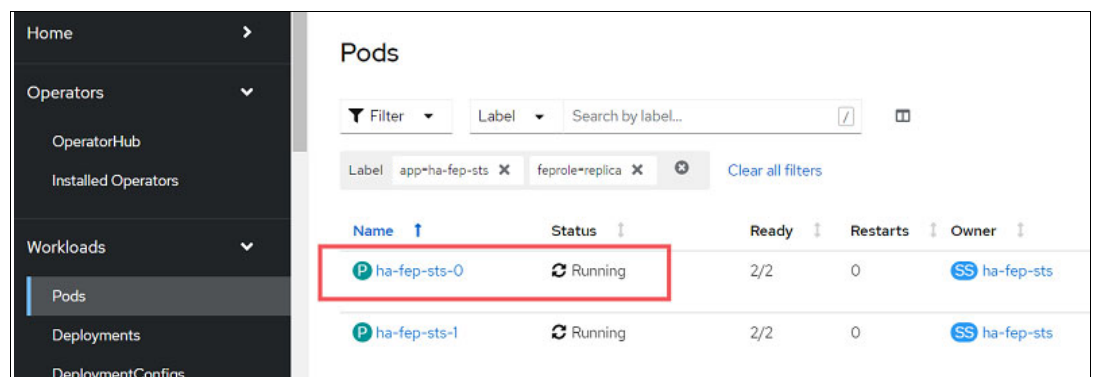 Home
Operators
OperatorHub
Installed Operators
Workloads
Pods
Deployments
DeploymentConfigs
Pods
Filter Label Search by label... /
Label app=ha-fep-sts feprole=replica Clear all filters
Name Status Ready Restarts Owner
P ha-fep-sts-0 Running 2/2 0 SS ha-fep-sts
P ha-fep-sts-1 Running 2/2 0 SS ha-fep-sts